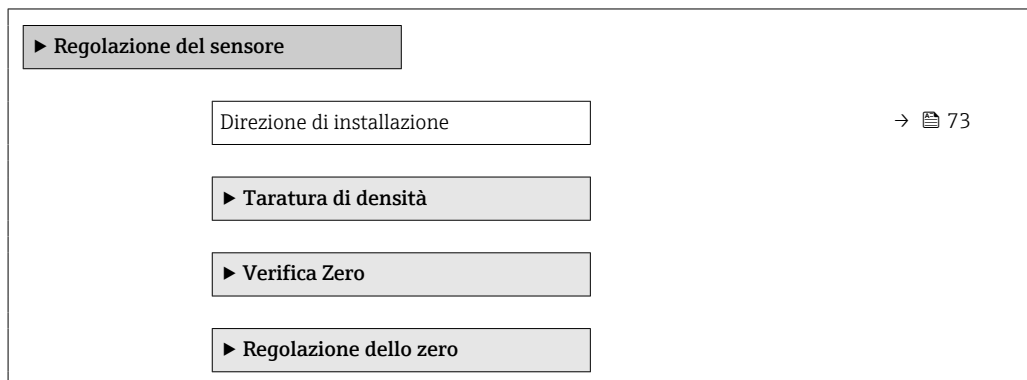 ▶ Regolazione del sensore
Direzione di installazione → 73
▶ Taratura di densità
▶ Verifica Zero
▶ Regolazione dello zero